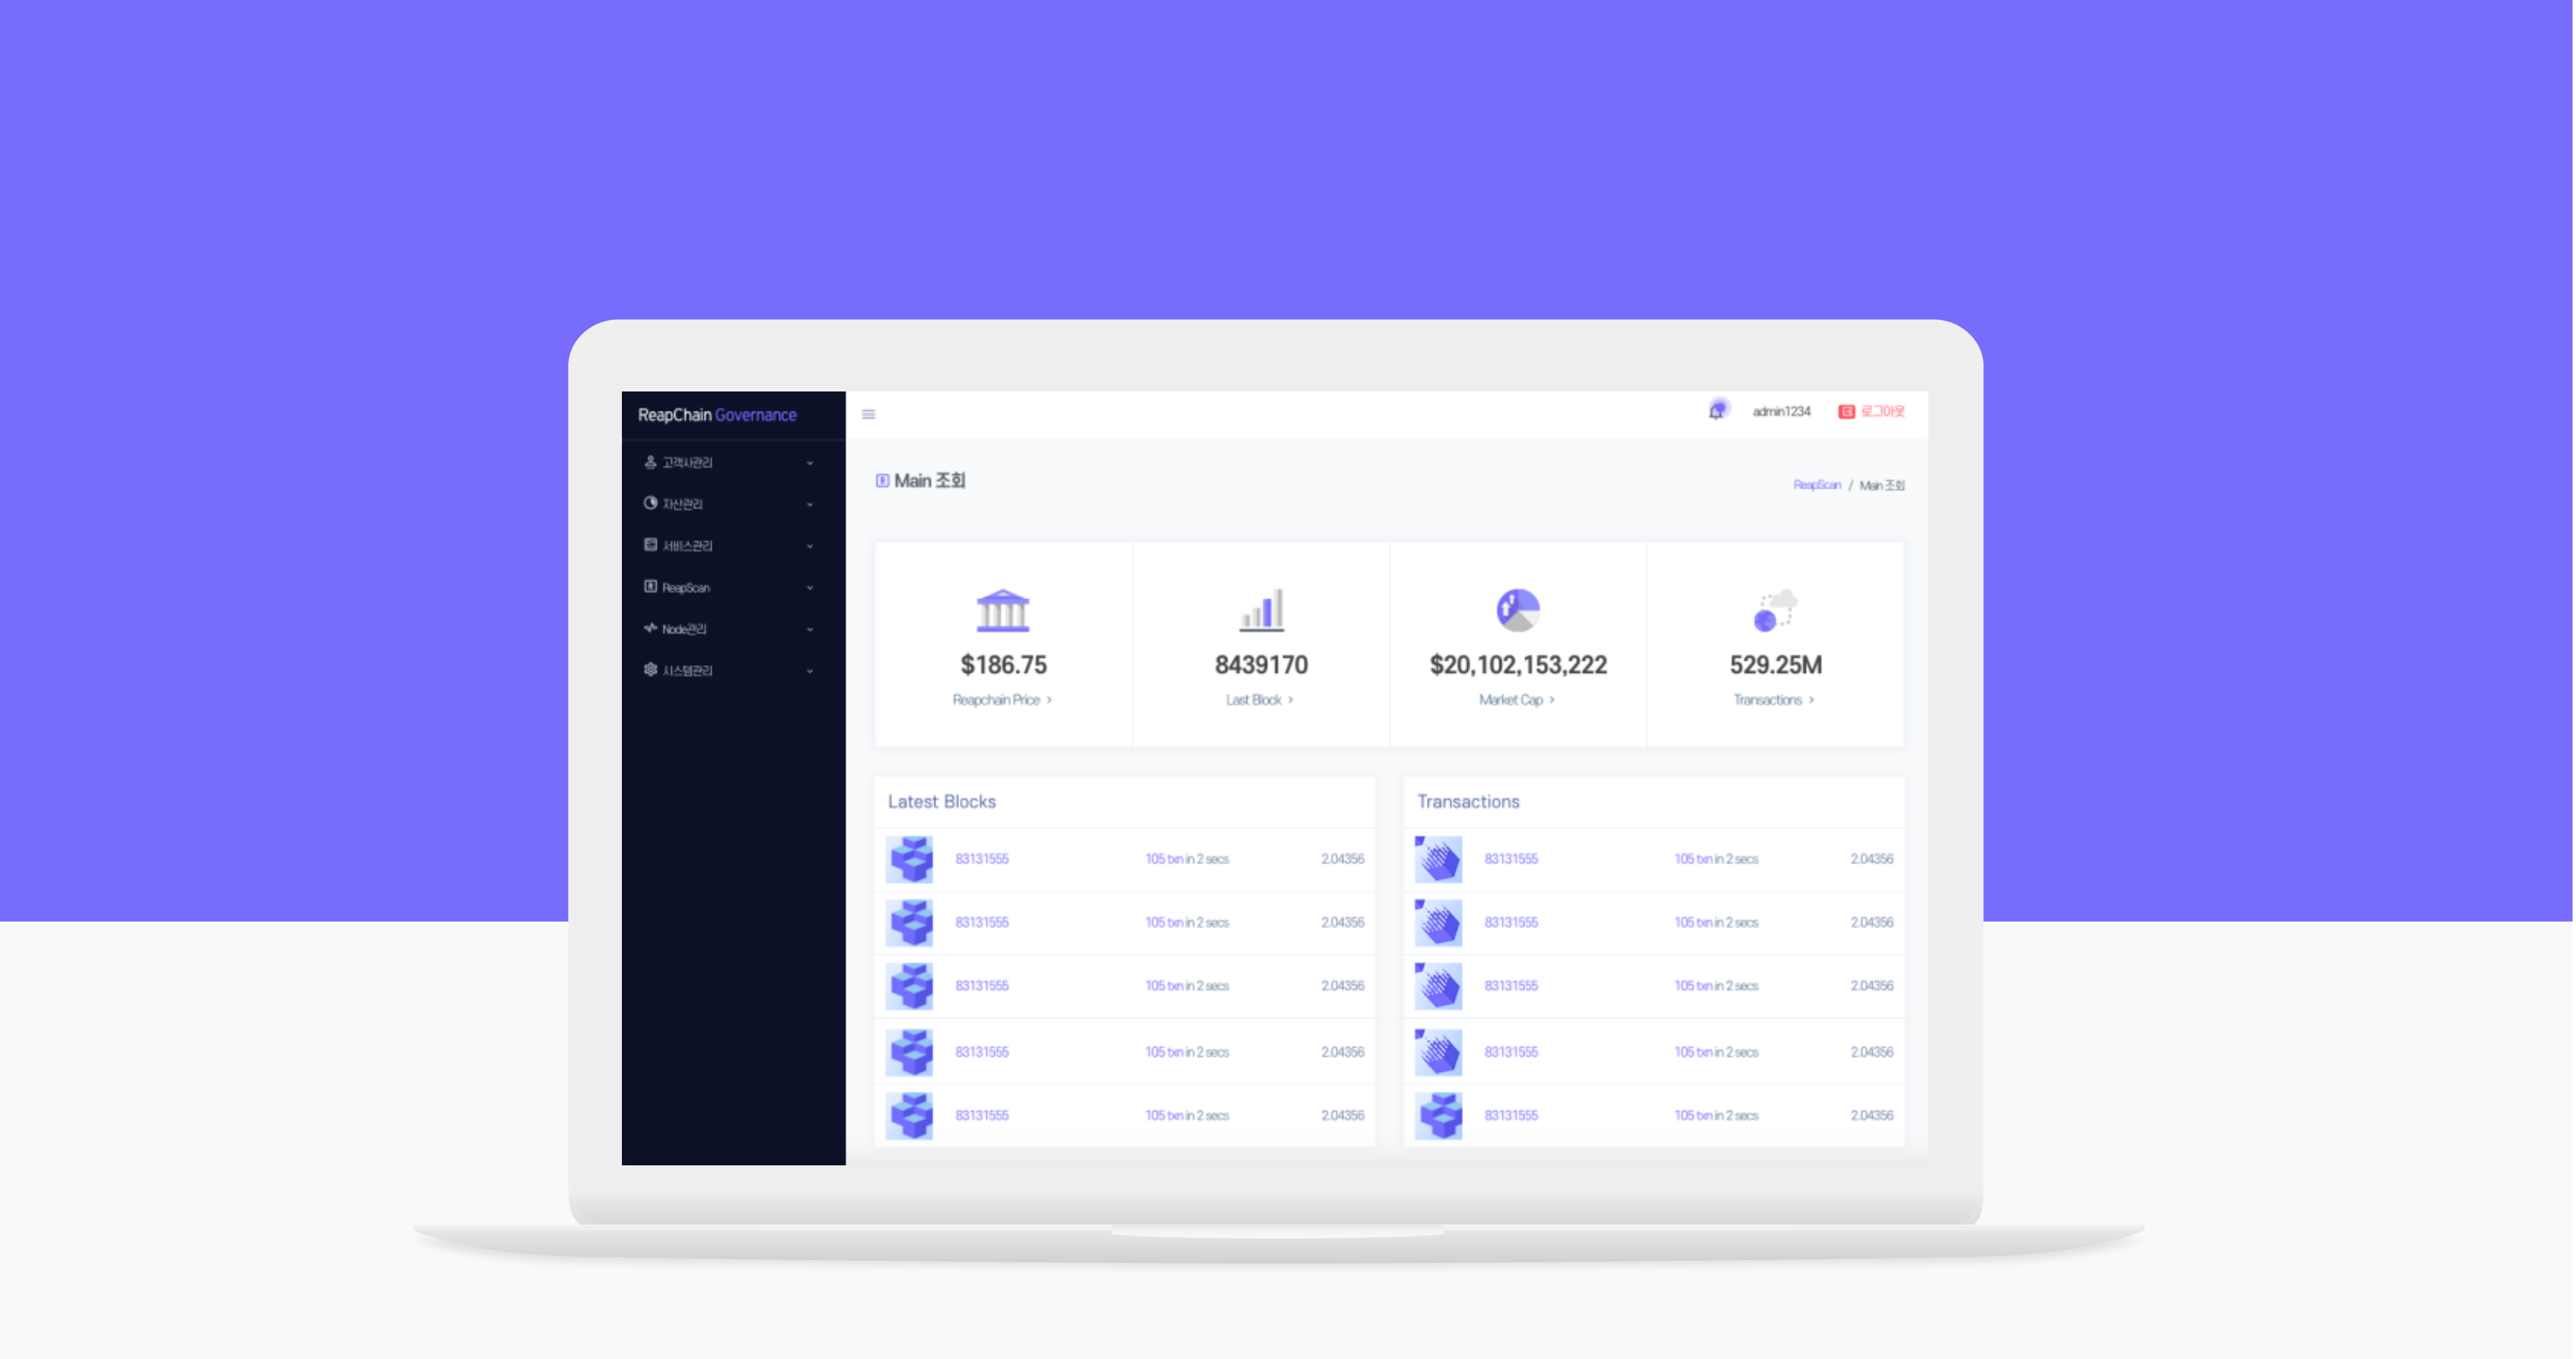 ReapChain Governance
admin1234
로그아웃
고객사관리
자산관리
서비스관리
ReapScan
Node관리
시스템관리
Main 조회
ReapScan / Main 조회
$186.75
Reapchain Price >
8439170
Last Block >
$20,102,153,222
Market Cap >
529.25M
Transactions >
Latest Blocks
83131555 105 txn in 2 secs 2.04356
83131555 105 txn in 2 secs 2.04356
83131555 105 txn in 2 secs 2.04356
83131555 105 txn in 2 secs 2.04356
83131555 105 txn in 2 secs 2.04356
Transactions
83131555 105 txn in 2 secs 2.04356
83131555 105 txn in 2 secs 2.04356
83131555 105 txn in 2 secs 2.04356
83131555 105 txn in 2 secs 2.04356
83131555 105 txn in 2 secs 2.04356